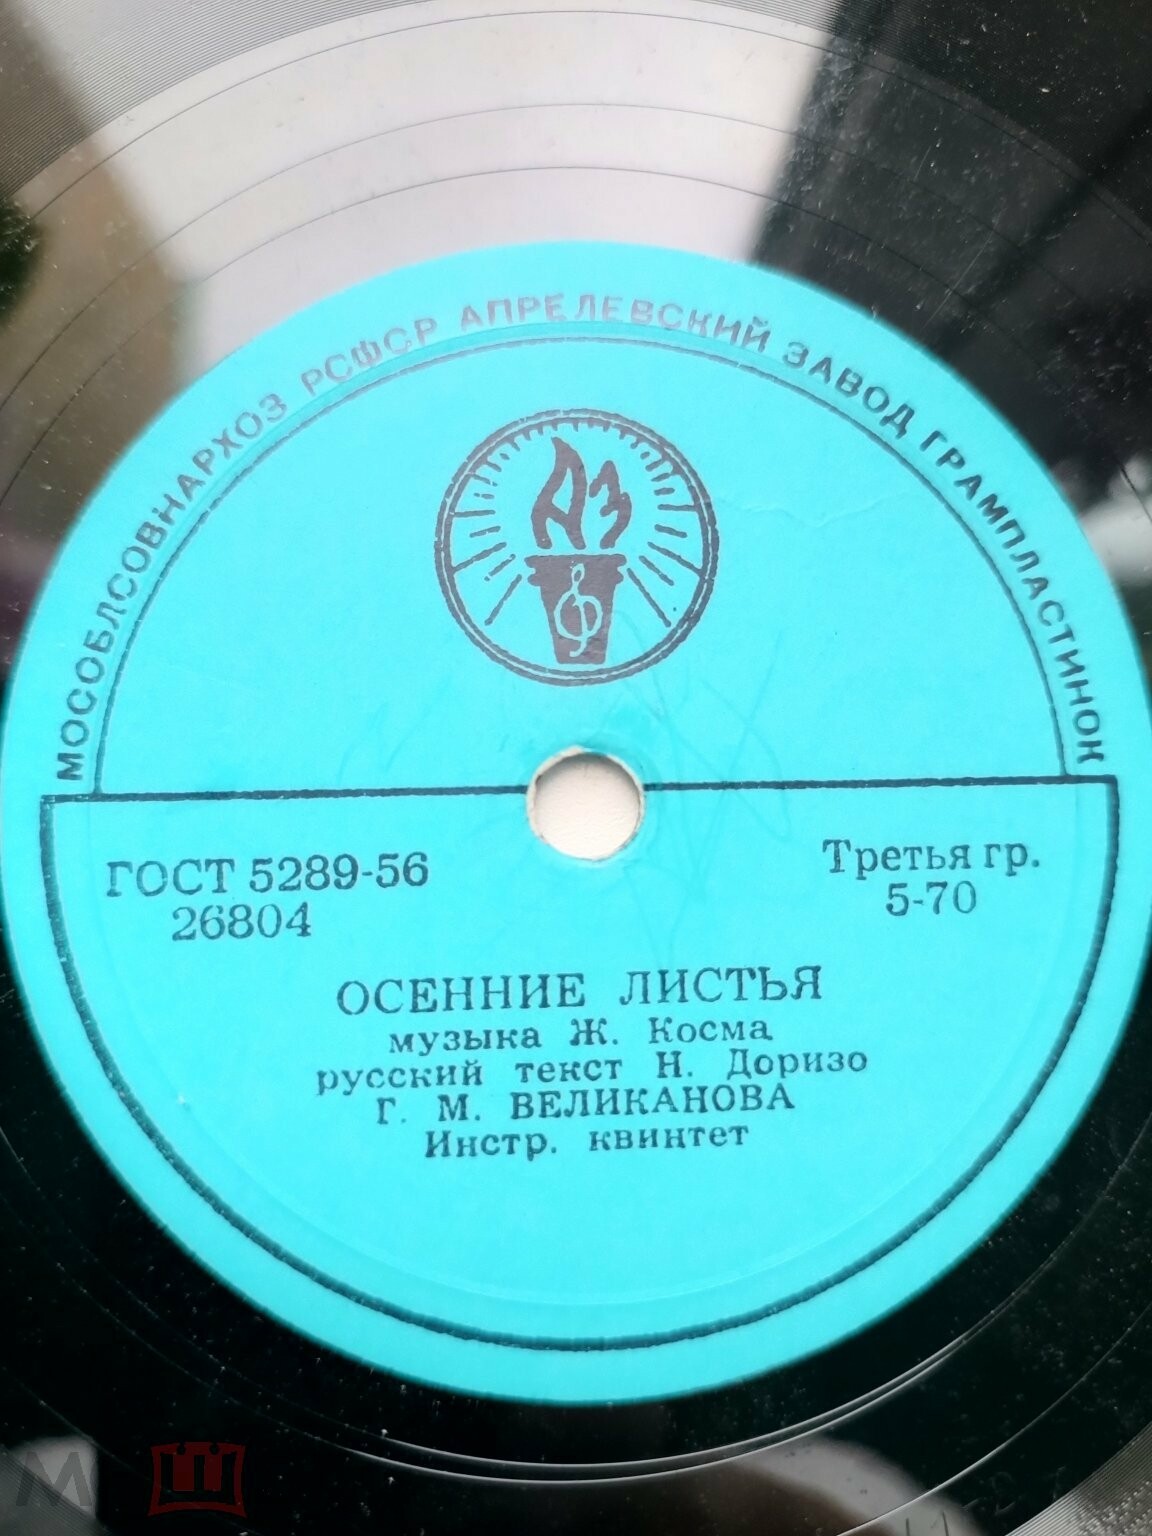 МОСОБЛСОВНАРХОЗ РСФСР АПРЕЛЕВСКИЙ ЗАВОД ГРАМПЛАСТИНОК
АЗ
ГОСТ 5289-56
26804
Третья гр.
5-70
ОСЕННИЕ ЛИСТЬЯ
музыка Ж. Косма
русский текст Н. Доризо
Г. М. ВЕЛИКАНОВА
Инстр. квинтет